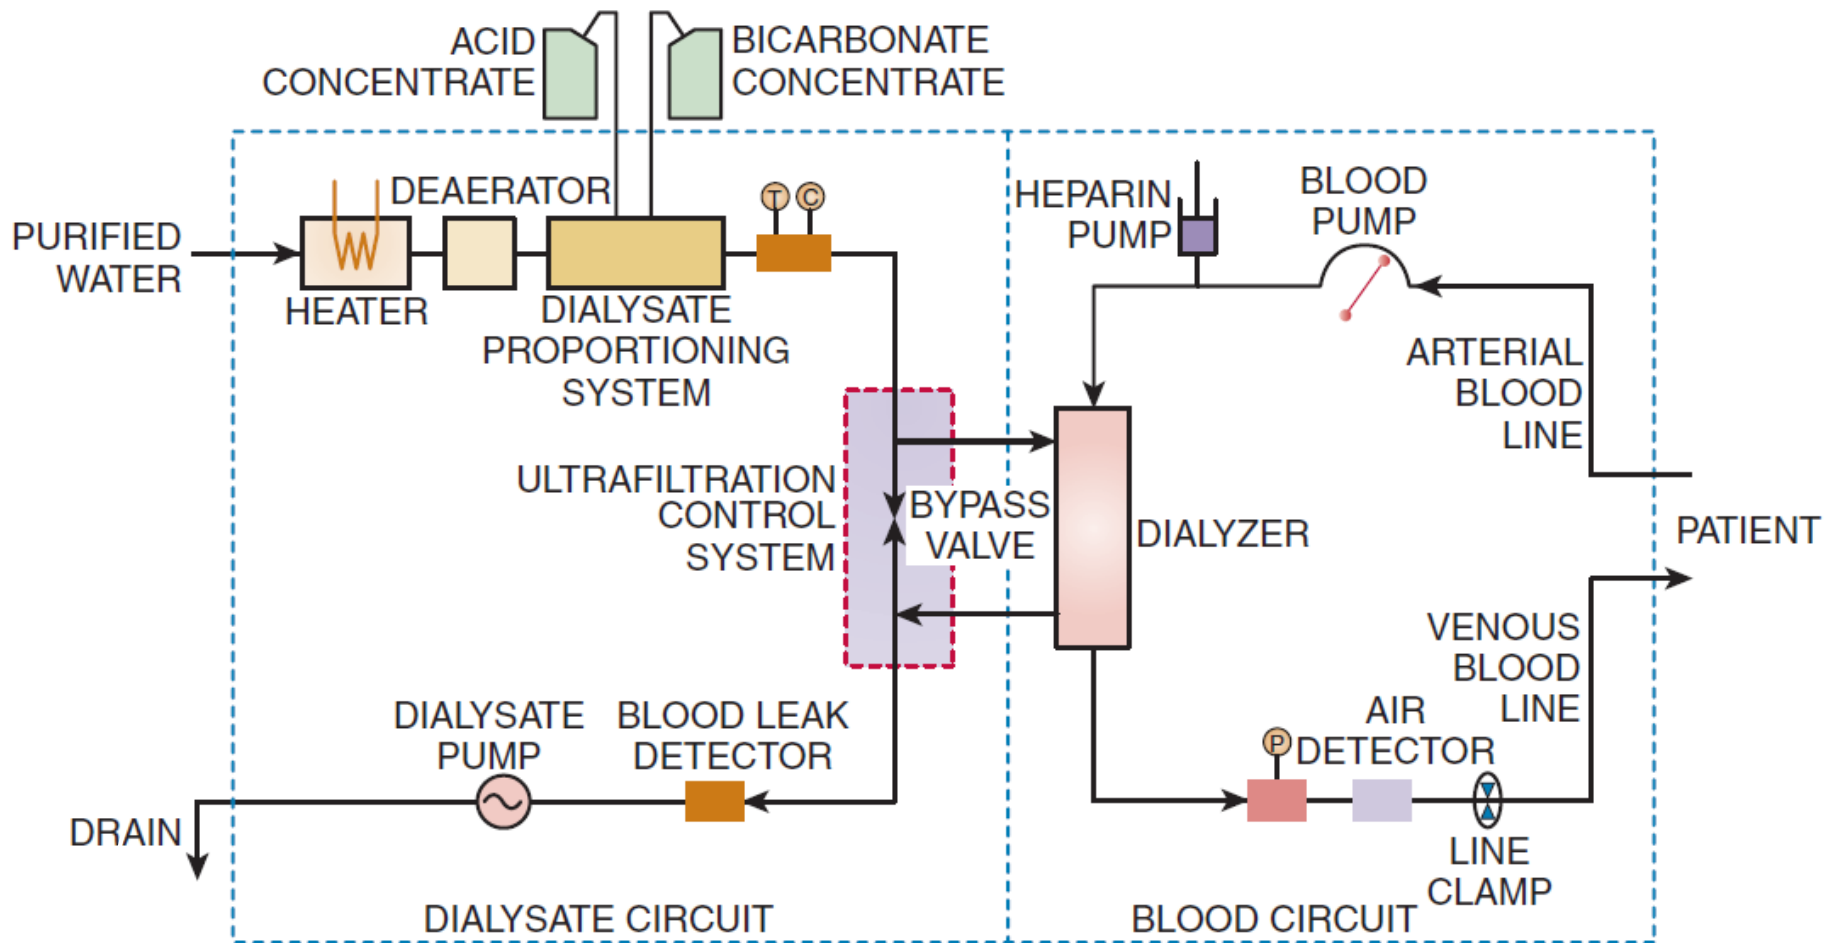 ACID
CONCENTRATE
BICARBONATE
CONCENTRATE
PURIFIED
WATER
HEATER
DEAERATOR
DIALYSATE
PROPORTIONING
SYSTEM
T
C
HEPARIN
PUMP
BLOOD
PUMP
ARTERIAL
BLOOD
LINE
ULTRAFILTRATION
CONTROL
SYSTEM
BYPASS
VALVE
DIALYZER
PATIENT
VENOUS
BLOOD
LINE
DIALYSATE
PUMP
BLOOD LEAK
DETECTOR
P
AIR
DETECTOR
DRAIN
LINE
CLAMP
DIALYSATE CIRCUIT
BLOOD CIRCUIT